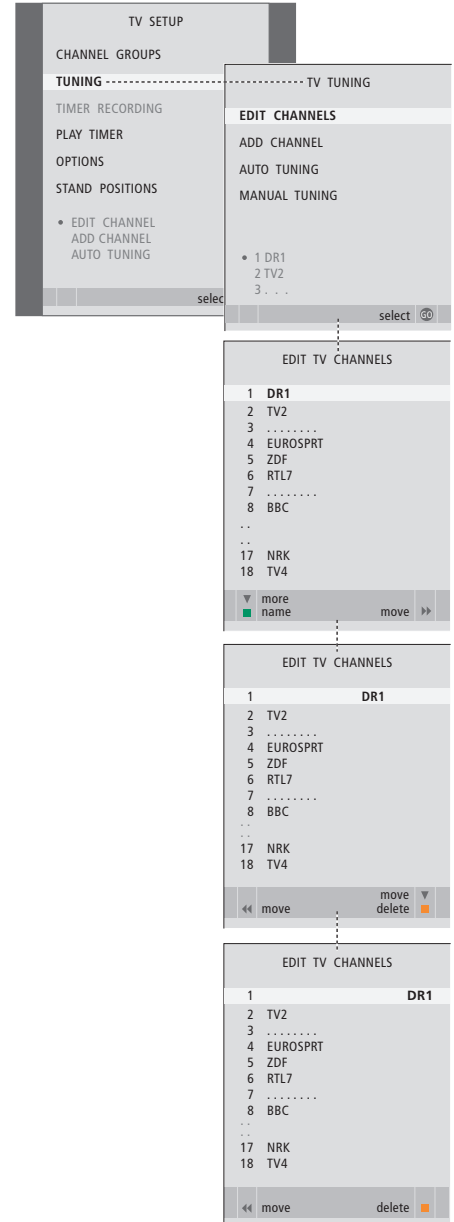 TV SETUP
CHANNEL GROUPS
TUNING
TIMER RECORDING
PLAY TIMER
OPTIONS
STAND POSITIONS
• EDIT CHANNEL
ADD CHANNEL
AUTO TUNING
selec
TV TUNING
EDIT CHANNELS
ADD CHANNEL
AUTO TUNING
MANUAL TUNING
• 1 DR1
2 TV2
3 . . .
select GO
EDIT TV CHANNELS
1 DR1
2 TV2
3 ........
4 EUROSPRT
5 ZDF
6 RTL7
7 ........
8 BBC
. .
. .
17 NRK
18 TV4
▼ more
name move ▶▶
EDIT TV CHANNELS
1 DR1
2 TV2
3 ........
4 EUROSPRT
5 ZDF
6 RTL7
7 ........
8 BBC
. .
. .
17 NRK
18 TV4
move ▼
◀◀ move delete
EDIT TV CHANNELS
1 DR1
2 TV2
3 ........
4 EUROSPRT
5 ZDF
6 RTL7
7 ........
8 BBC
. .
. .
17 NRK
18 TV4
◀◀ move delete